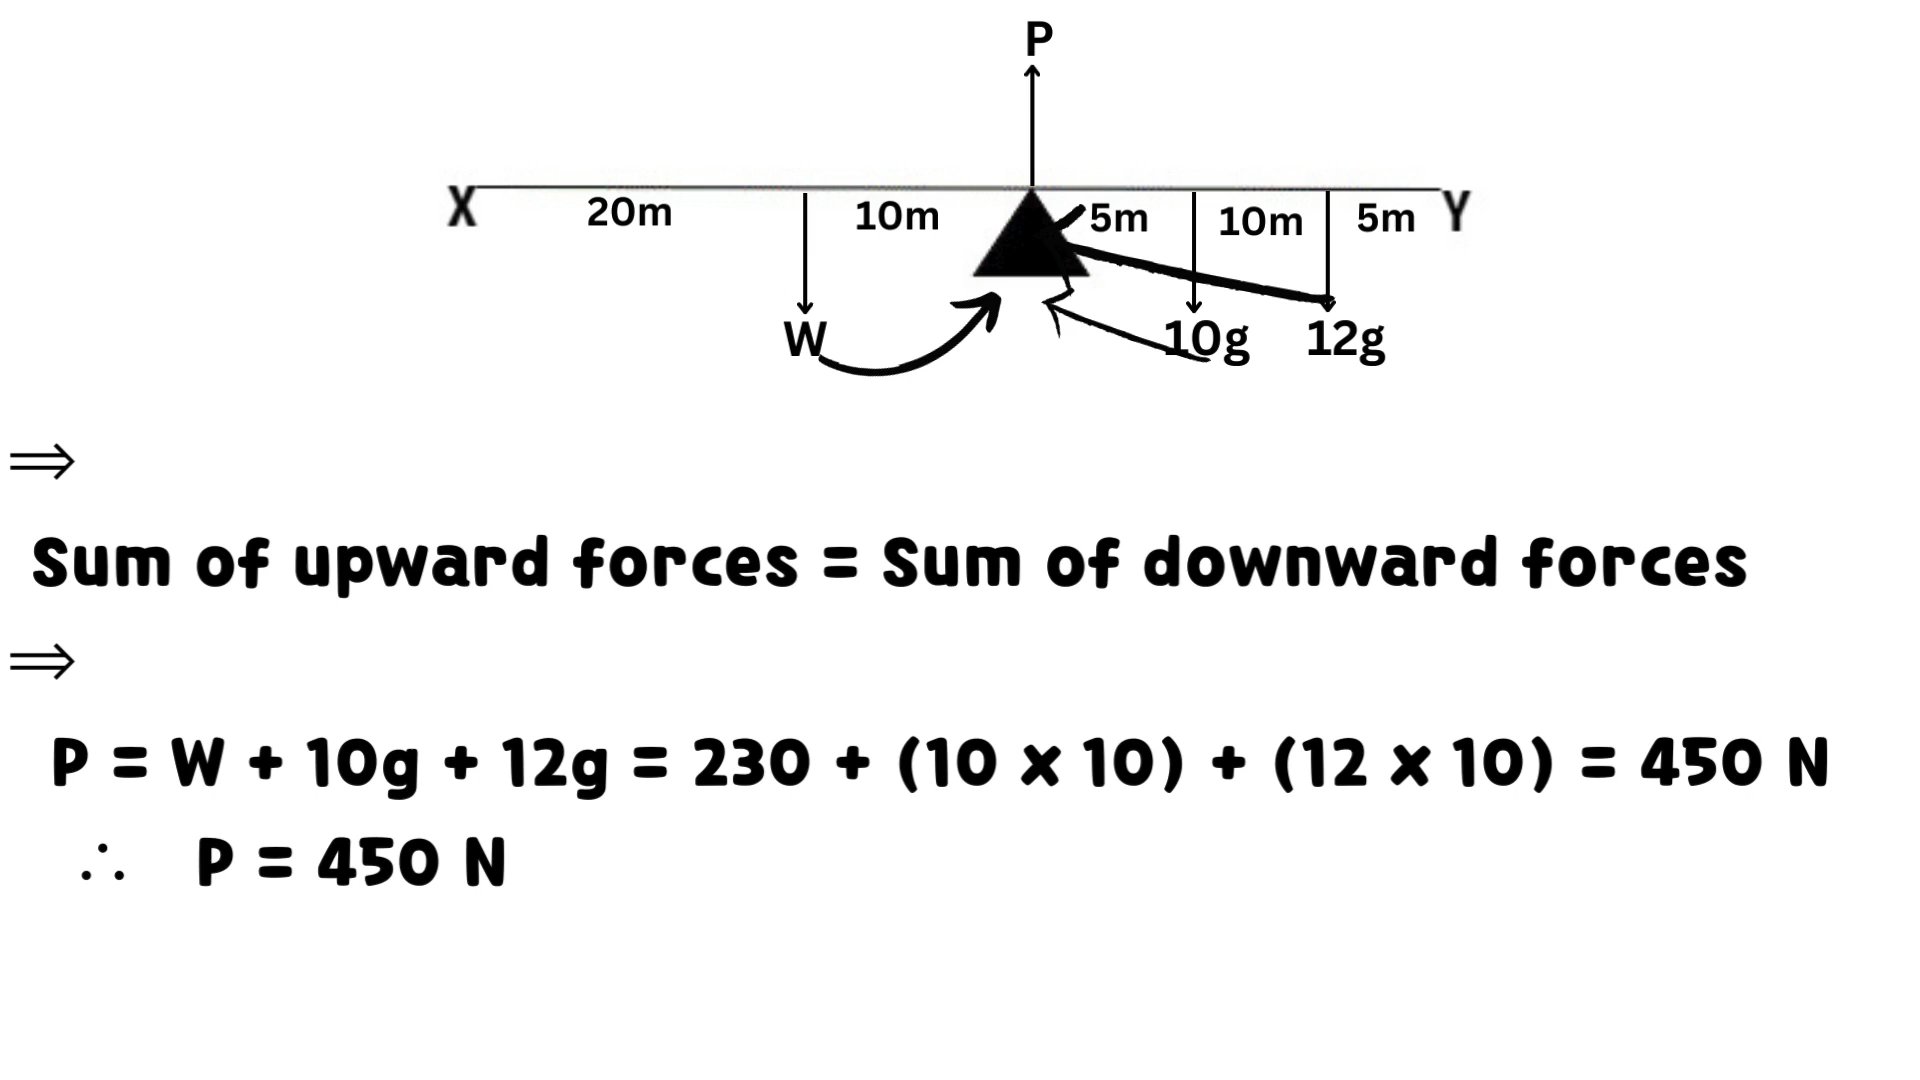 P
X 20m 10m 5m 10m 5m Y
W 10g 12g
⇒
Sum of upward forces = Sum of downward forces
⇒
P = W + 10g + 12g = 230 + (10 x 10) + (12 x 10) = 450 N
∴ P = 450 N